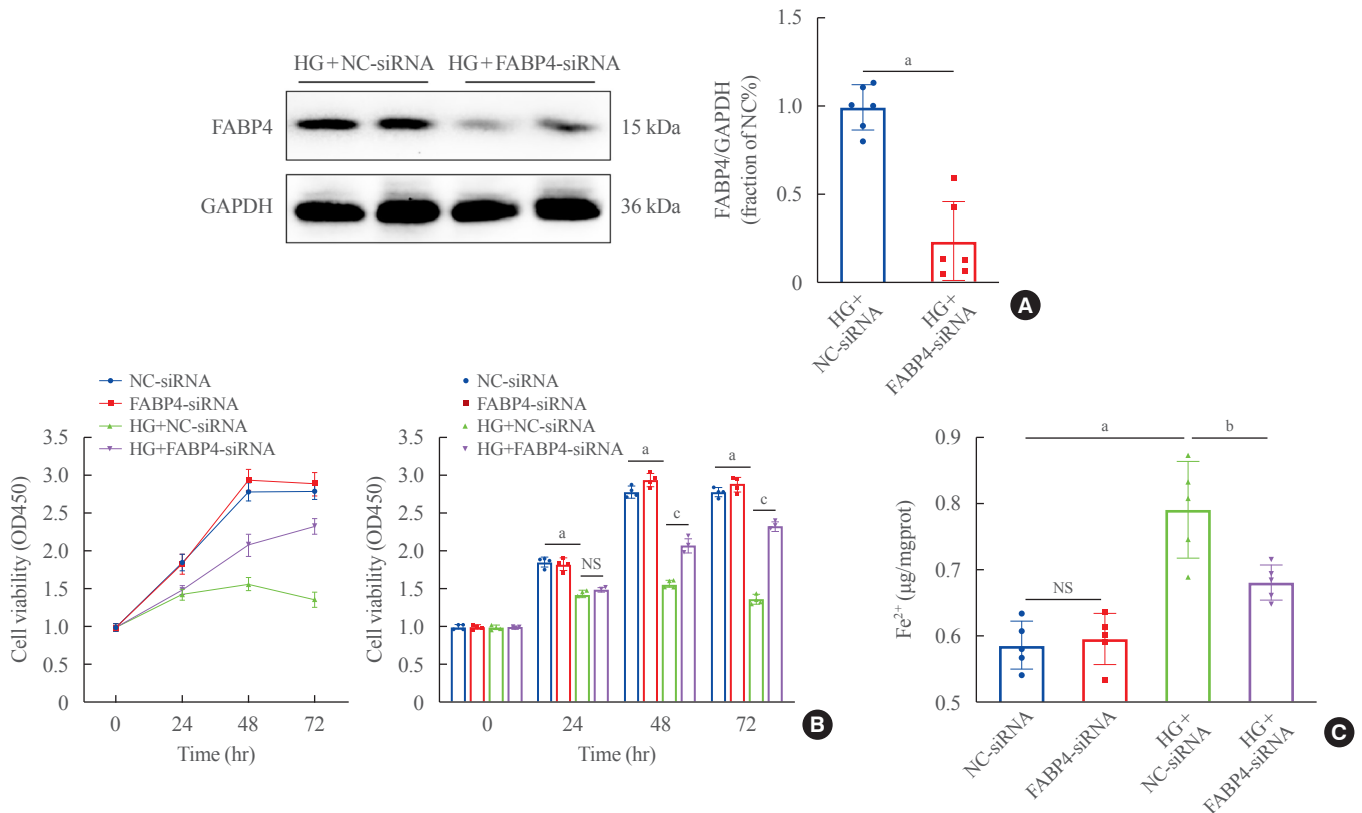 HG+NC-siRNA HG+FABP4-siRNA
FABP4 15 kDa
GAPDH 36 kDa
FABP4/GAPDH
(fraction of NC%)
1.5
1.0
0.5
0
a
HG+
NC-siRNA
HG+
FABP4-siRNA
A
NC-siRNA
FABP4-siRNA
HG+NC-siRNA
HG+FABP4-siRNA
Cell viability (OD450)
3.5
3.0
2.5
2.0
1.5
1.0
0.5
0
0 24 48 72
Time (hr)
NC-siRNA
FABP4-siRNA
HG+NC-siRNA
HG+FABP4-siRNA
Cell viability (OD450)
3.5
3.0
2.5
2.0
1.5
1.0
0.5
0
a
NS
a
c
a
c
0 24 48 72
Time (hr)
B
Fe²⁺ (µg/mgprot)
0.9
0.8
0.7
0.6
0.5
a b
NS
NC-siRNA
FABP4-siRNA
HG+
NC-siRNA
HG+
FABP4-siRNA
C